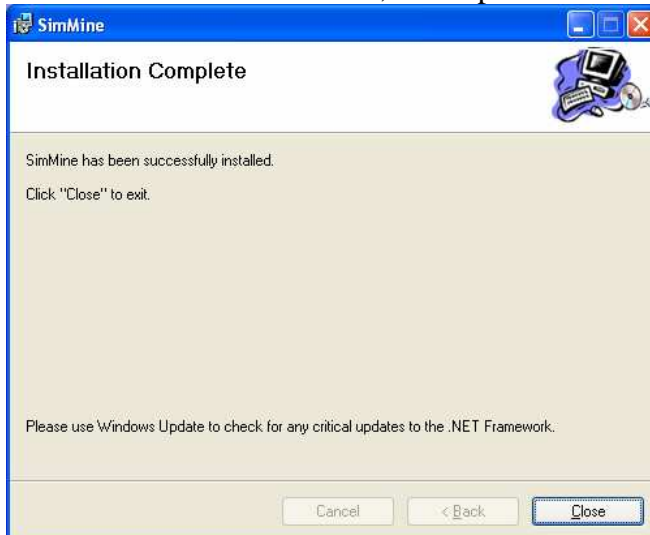 SimMine
Installation Complete
SimMine has been successfully installed.
Click "Close" to exit.
Please use Windows Update to check for any critical updates to the .NET Framework.
Cancel
< Back
Close